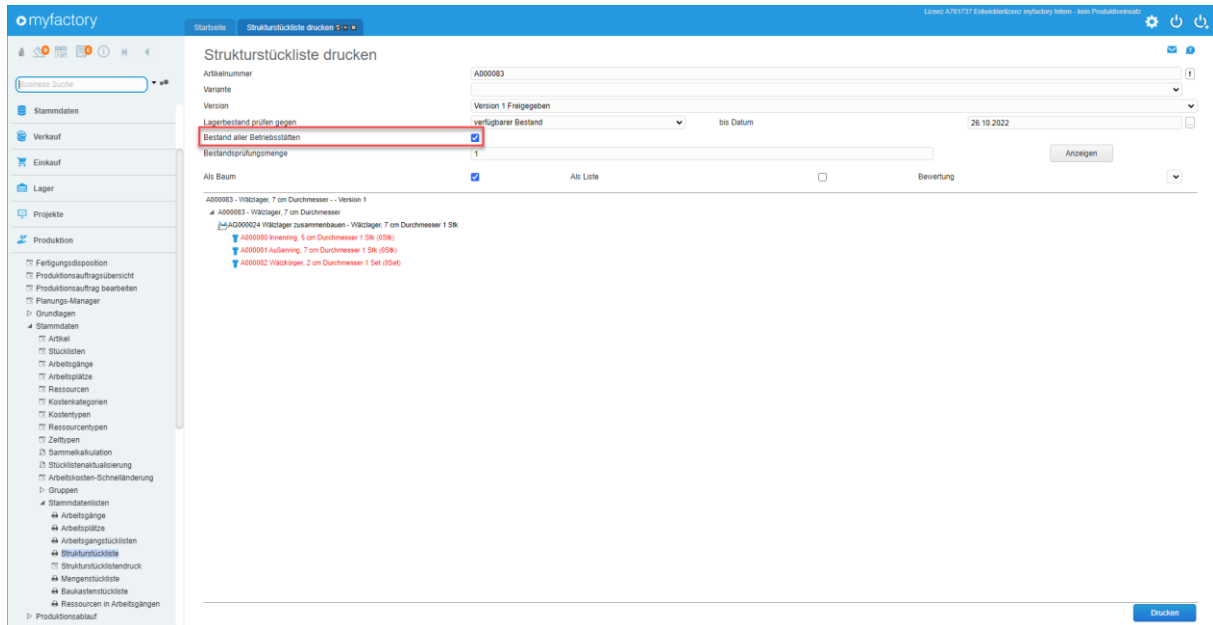 Lizenz A761737 Entwicklerlizenz myfactory Intern - kein Produktiveinsatz
myfactory
Startseite
Strukturstückliste drucken
Business Suche
Stammdaten
Verkauf
Einkauf
Lager
Projekte
Produktion
Fertigungsdisposition
Produktionsauftragsübersicht
Produktionsauftrag bearbeiten
Planungs-Manager
Grundlagen
Stammdaten
Artikel
Stücklisten
Arbeitsgänge
Arbeitsplätze
Ressourcen
Kostenkategorien
Kostentypen
Ressourcentypen
Zeittypen
Sammelkalkulation
Stücklistenaktualisierung
Arbeitskosten-Schnelländerung
Gruppen
Stammdatenlisten
Arbeitsgänge
Arbeitsplätze
Arbeitsgangstücklisten
Strukturstückliste
Strukturstücklistendruck
Mengenstückliste
Baukastenstückliste
Ressourcen in Arbeitsgängen
Produktionsablauf
Strukturstückliste drucken
Artikelnummer A000083
Variante
Version Version 1 Freigegeben
Lagerbestand prüfen gegen verfügbarer Bestand bis Datum 26.10.2022
Bestand aller Betriebsstätten
Bestandsprüfungsmenge 1 Anzeigen
Als Baum Als Liste Bewertung
A000083 - Wälzlager, 7 cm Durchmesser - - Version 1
A000083 - Wälzlager, 7 cm Durchmesser
AG000024 Wälzlager zusammenbauen - Wälzlager, 7 cm Durchmesser 1 Stk
A000080 Innenring, 5 cm Durchmesser 1 Stk (0Stk)
A000081 Außenring, 7 cm Durchmesser 1 Stk (0Stk)
A000082 Wälzkörper, 2 cm Durchmesser 1 Set (0Set)
Drucken